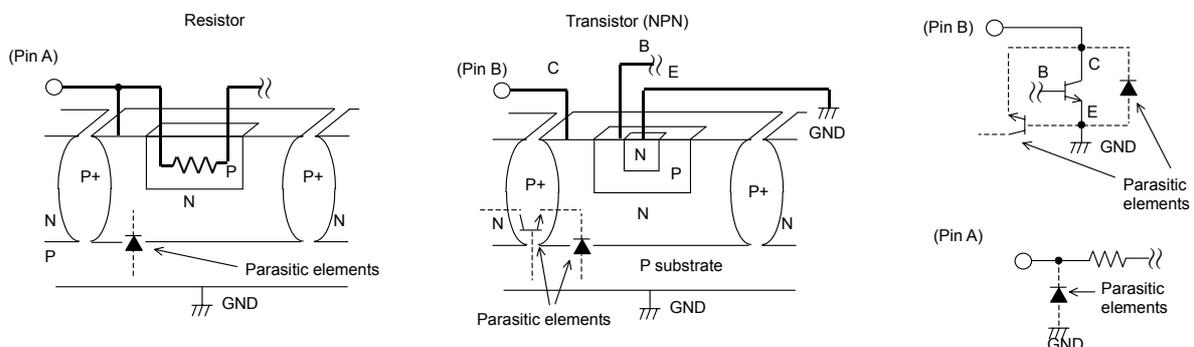 Resistor
(Pin A)
P
P+
P+
N
N
N
P
Parasitic elements
GND
Transistor (NPN)
(Pin B)
C
B
E
GND
N
P
P+
P+
N
N
N
P substrate
Parasitic elements
GND
(Pin B)
C
B
E
GND
Parasitic
elements
(Pin A)
Parasitic
elements
GND